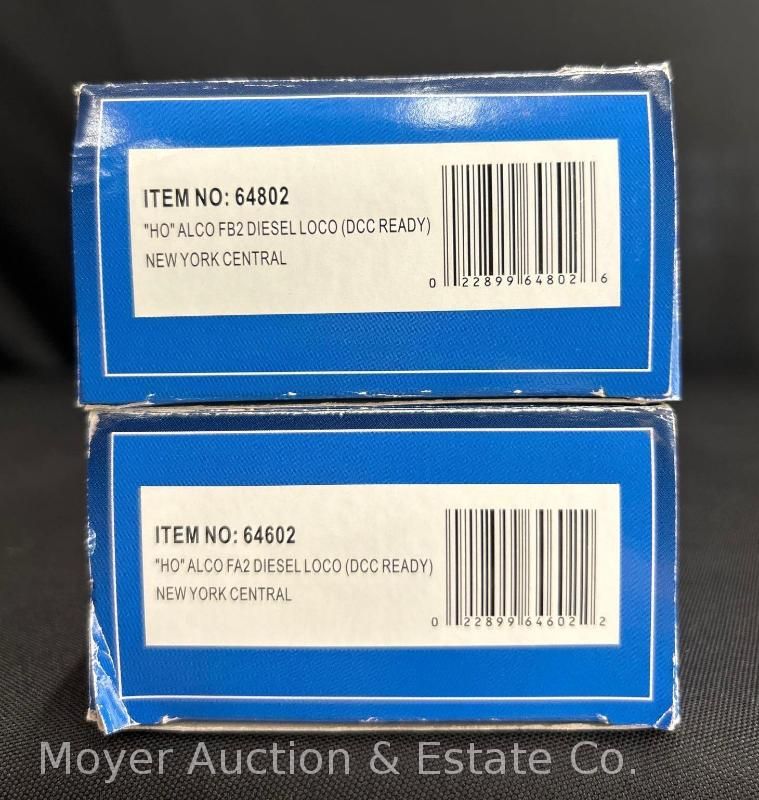 ITEM NO: 64802
"HO" ALCO FB2 DIESEL LOCO (DCC READY)
NEW YORK CENTRAL
0 22899 64802 6
ITEM NO: 64602
"HO" ALCO FA2 DIESEL LOCO (DCC READY)
NEW YORK CENTRAL
0 22899 64602 2
Moyer Auction & Estate Co.